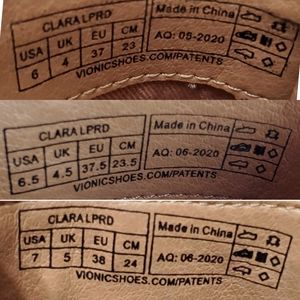 CLARA LPRD
USA UK EU CM
6 4 37 23
VIONICSHOES.COM/PATENTS
Made in China
AQ: 05-2020
CLARA LPRD
USA UK EU CM
6.5 4.5 37.5 23.5
VIONICSHOES.COM/PATENTS
Made in China
AQ: 06-2020
CLARA LPRD
USA UK EU CM
7 5 38 24
VIONICSHOES.COM/PATENTS
Made in China
AQ: 06-2020